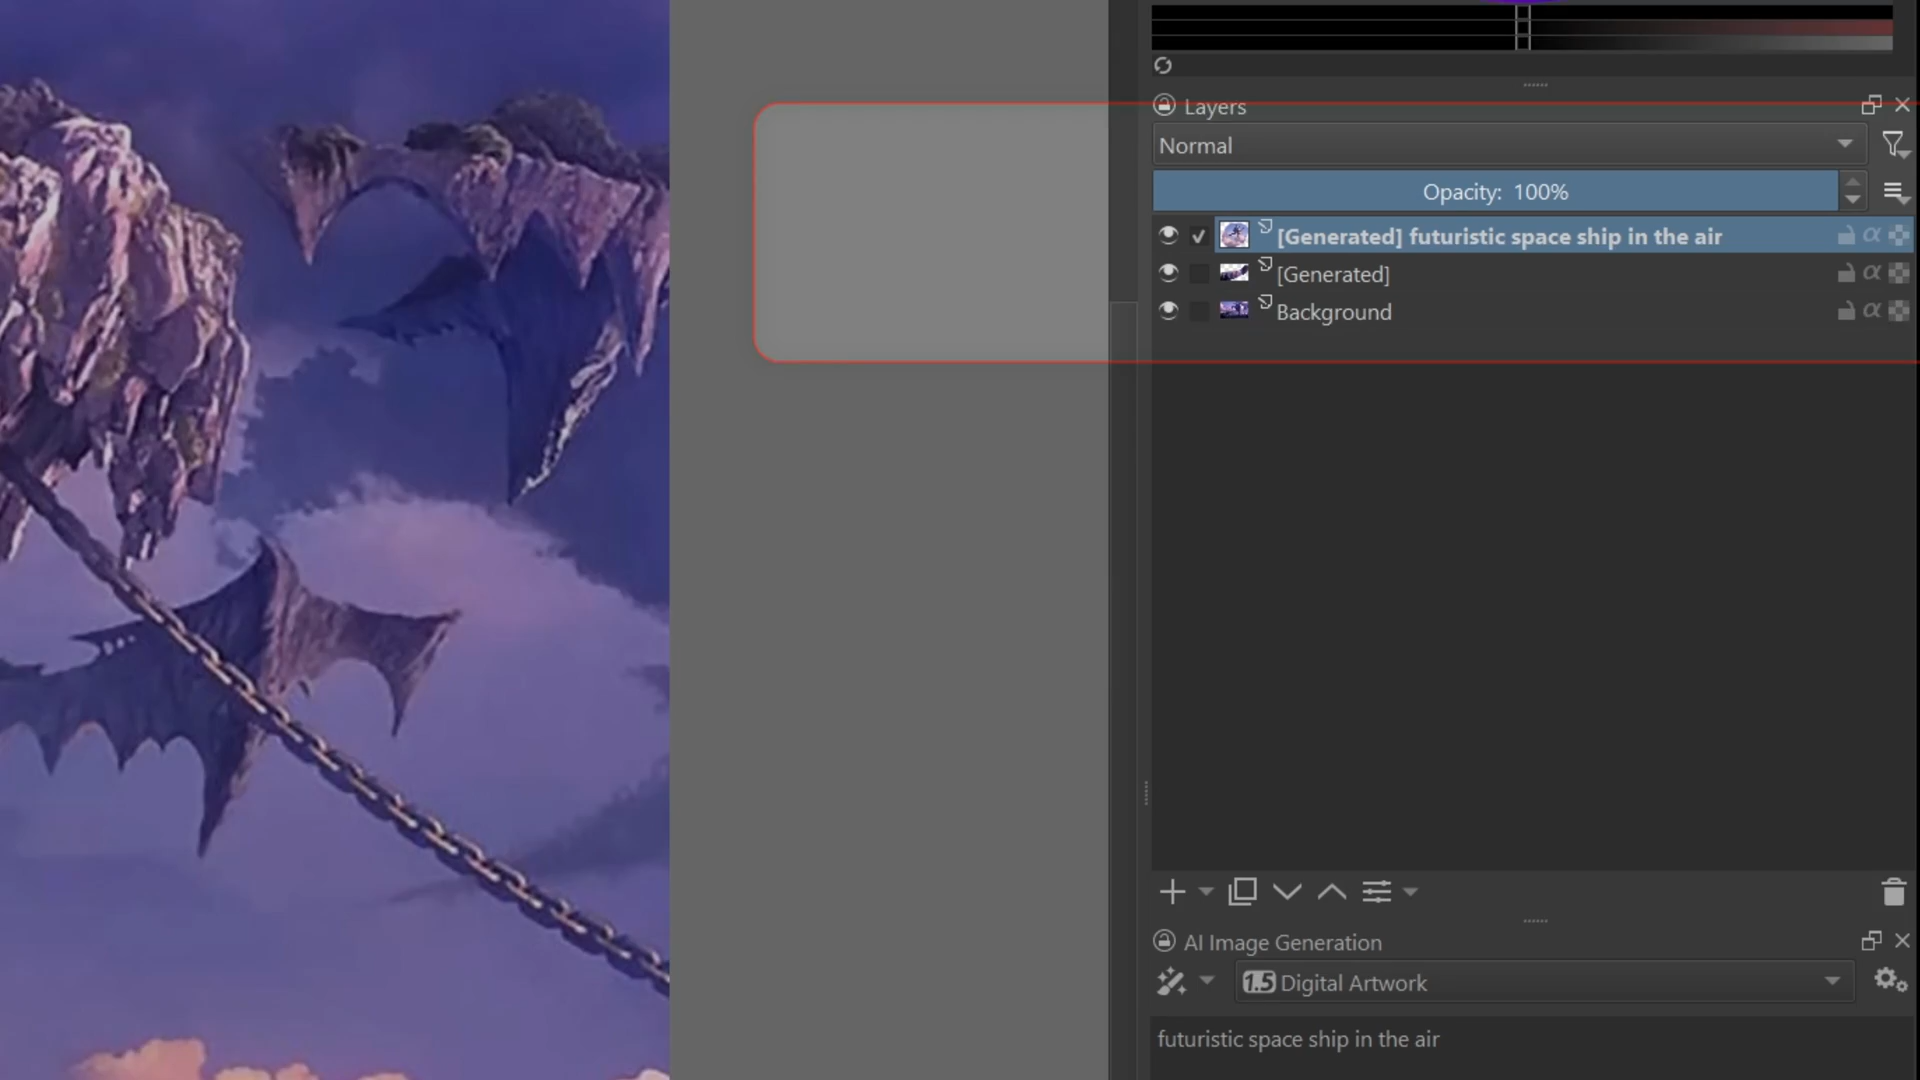 Layers
Normal
Opacity: 100%
[Generated] futuristic space ship in the air
[Generated]
Background
AI Image Generation
1.5 Digital Artwork
futuristic space ship in the air